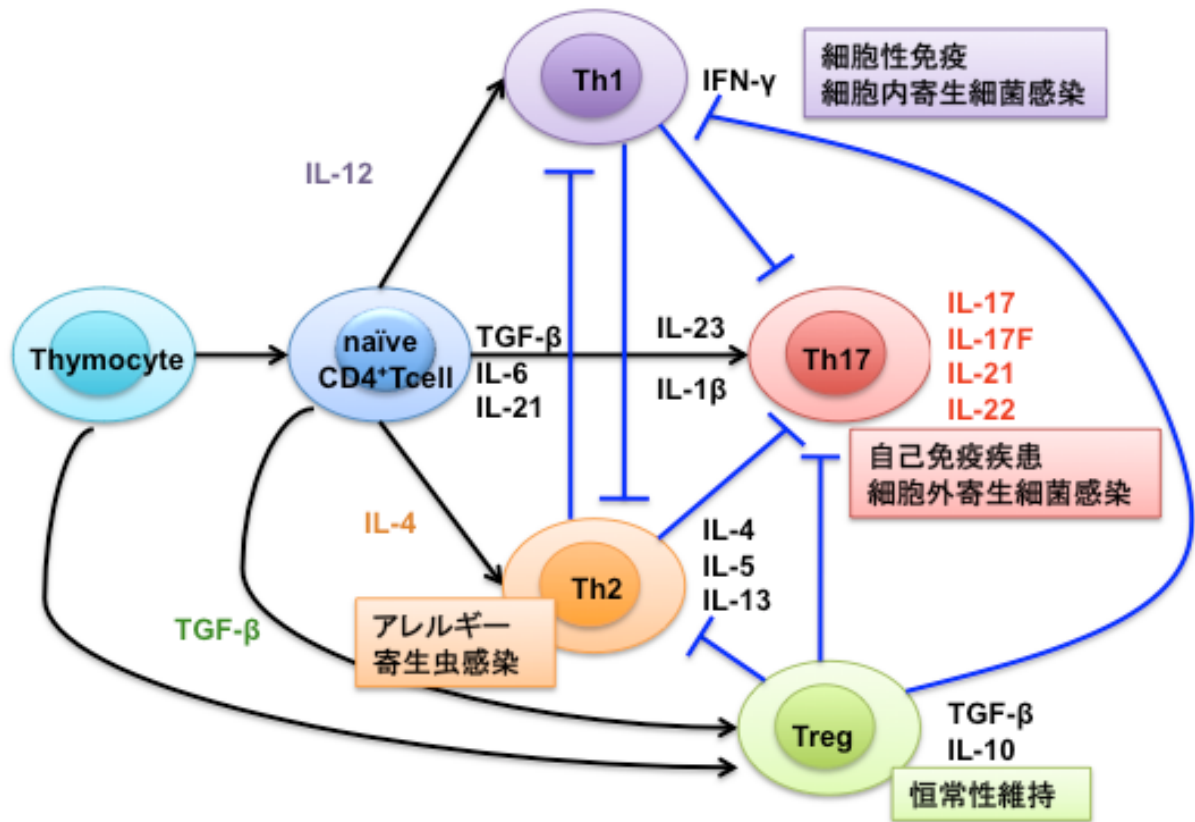 Th1
IFN-γ
細胞性免疫
細胞内寄生細菌感染
IL-12
Thymocyte
naïve
CD4⁺Tcell
TGF-β
IL-6
IL-21
IL-23
IL-1β
Th17
IL-17
IL-17F
IL-21
IL-22
自己免疫疾患
細胞外寄生細菌感染
IL-4
Th2
IL-4
IL-5
IL-13
アレルギー
寄生虫感染
TGF-β
Treg
TGF-β
IL-10
恒常性維持